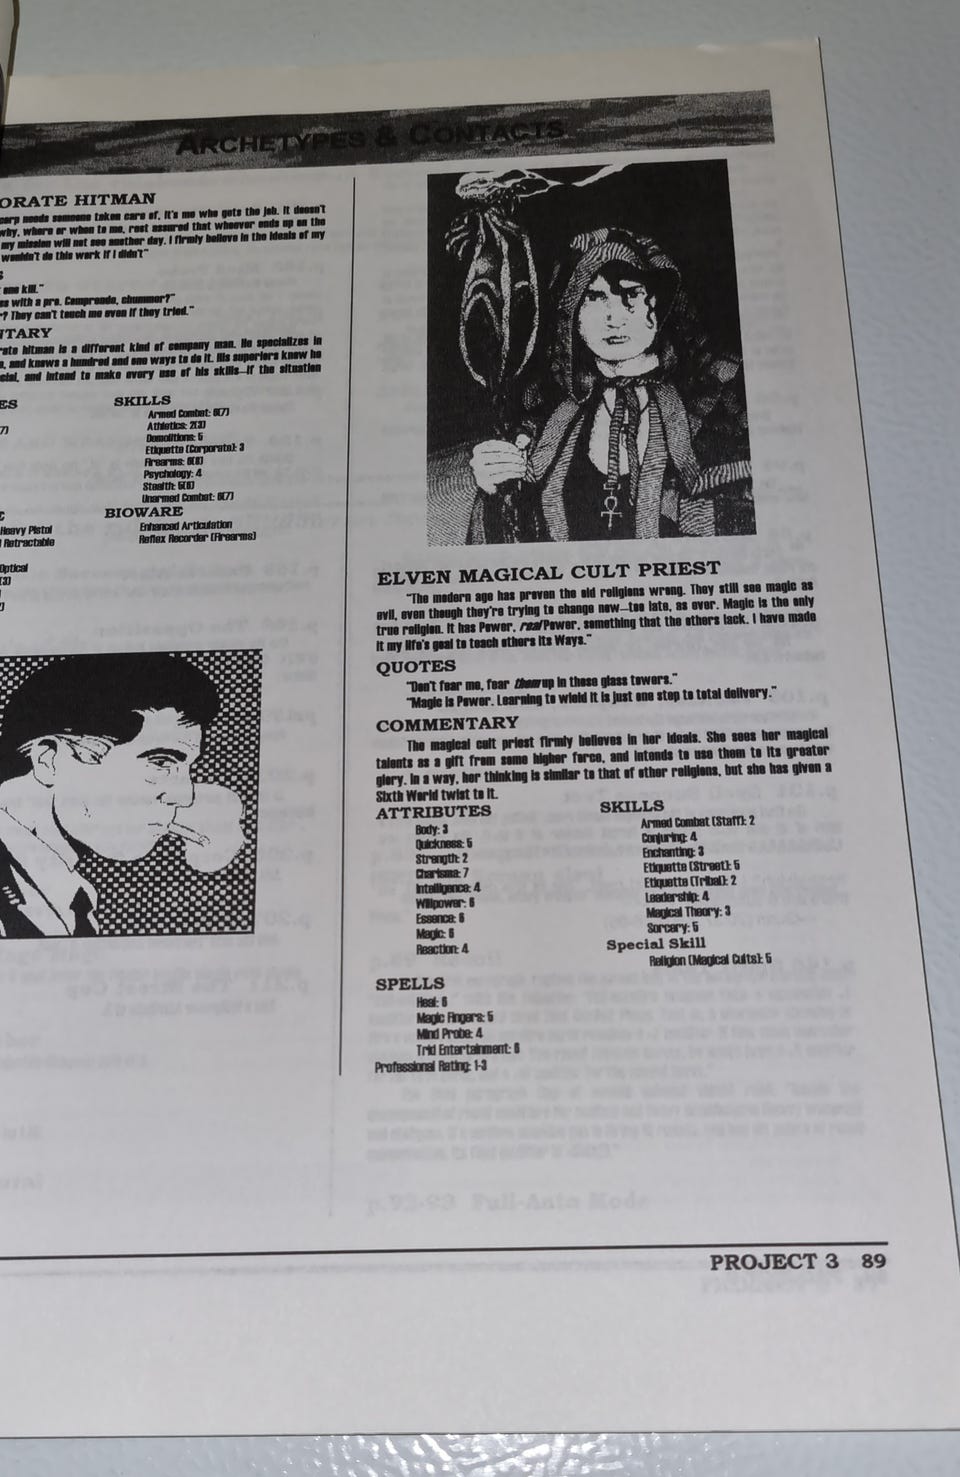 ARCHETYPES & CONTACTS
ORATE HITMAN
corp needs someone taken care of, it's me who gets the job. It doesn't
why, where or when to me, rest assured that whoever ends up on the
my mission will not see another day. I firmly believe in the ideals of my
wouldn't do this work if I didn't"
S
one kill."
es with a pro. Comprende, chummer?"
r? They can't touch me even if they tried."
NTARY
rate hitman is a different kind of company man. He specializes in
n, and knows a hundred and one ways to do it. His superiors know he
cial, and intend to make every use of his skills—if the situation
ES
7)
SKILLS
Armed Combat: 6(7)
Athletics: 2(3)
Demolitions: 5
Etiquette (Corporate): 3
Firearms: 6(8)
Psychology: 4
Stealth: 5(6)
Unarmed Combat: 6(7)
BIOWARE
Enhanced Articulation
Reflex Recorder (Firearms)
Heavy Pistol
Retractable
Optical
(3)
ELVEN MAGICAL CULT PRIEST
"The modern age has proven the old religions wrong. They still see magic as
evil, even though they're trying to change now—too late, as ever. Magic is the only
true religion. It has Power, real Power, something that the others lack. I have made
it my life's goal to teach others its Ways."
QUOTES
"Don't fear me, fear them up in these glass towers."
"Magic is Power. Learning to wield it is just one step to total delivery."
COMMENTARY
The magical cult priest firmly believes in her ideals. She sees her magical
talents as a gift from some higher force, and intends to use them to its greater
glory. In a way, her thinking is similar to that of other religions, but she has given a
Sixth World twist to it.
ATTRIBUTES
Body: 3
Quickness: 5
Strength: 2
Charisma: 7
Intelligence: 4
Willpower: 6
Essence: 6
Magic: 6
Reaction: 4
SKILLS
Armed Combat (Staff): 2
Conjuring: 4
Enchanting: 3
Etiquette (Street): 5
Etiquette (Tribal): 2
Leadership: 4
Magical Theory: 3
Sorcery: 5
Special Skill
Religion (Magical Cults): 5
SPELLS
Heal: 6
Magic Fingers: 5
Mind Probe: 4
Trid Entertainment: 6
Professional Rating: 1-3
p.92-93 Full-Auto Mode
PROJECT 3 89